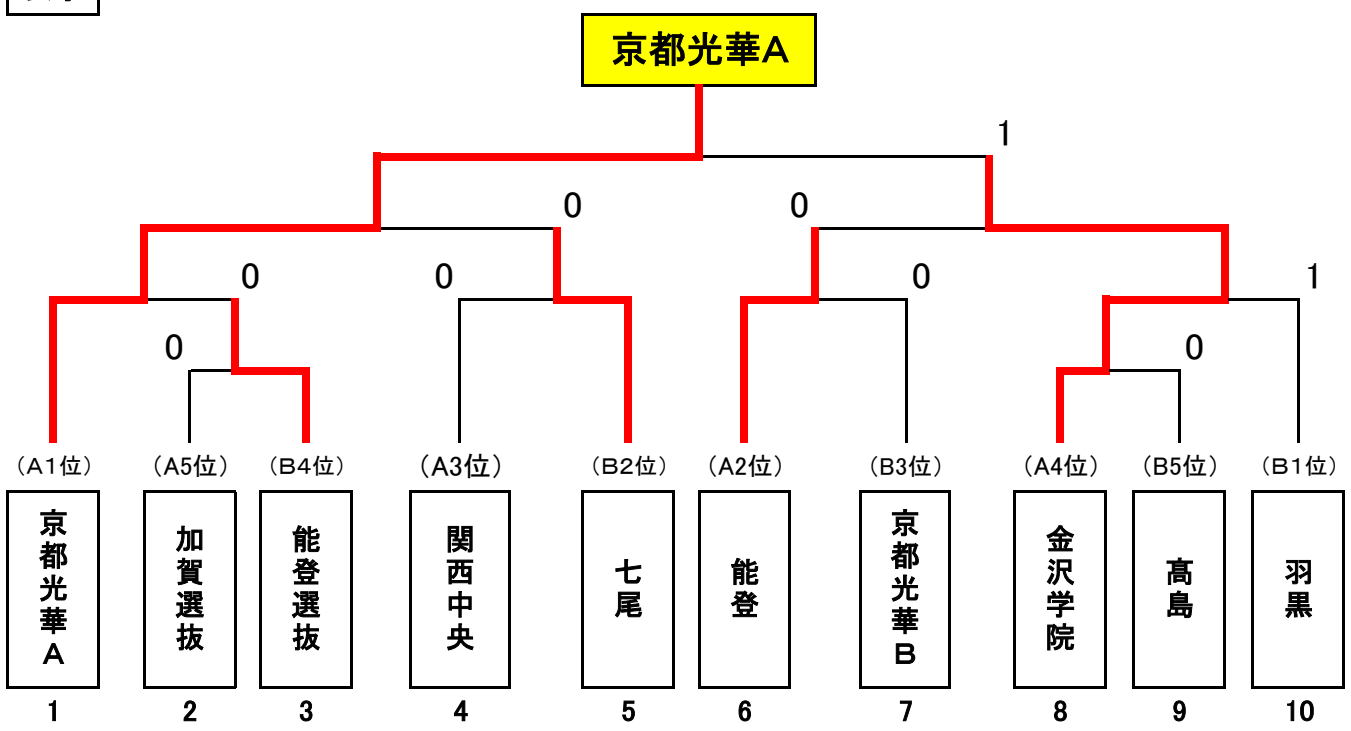 京都光華A
1
0
0
0
0
0
1
0
0
(A1位)
(A5位)
(B4位)
(A3位)
(B2位)
(A2位)
(B3位)
(A4位)
(B5位)
(B1位)
京都光華A
加賀選抜
能登選抜
関西中央
七尾
能登
京都光華B
金沢学院
髙島
羽黒
1
2
3
4
5
6
7
8
9
10